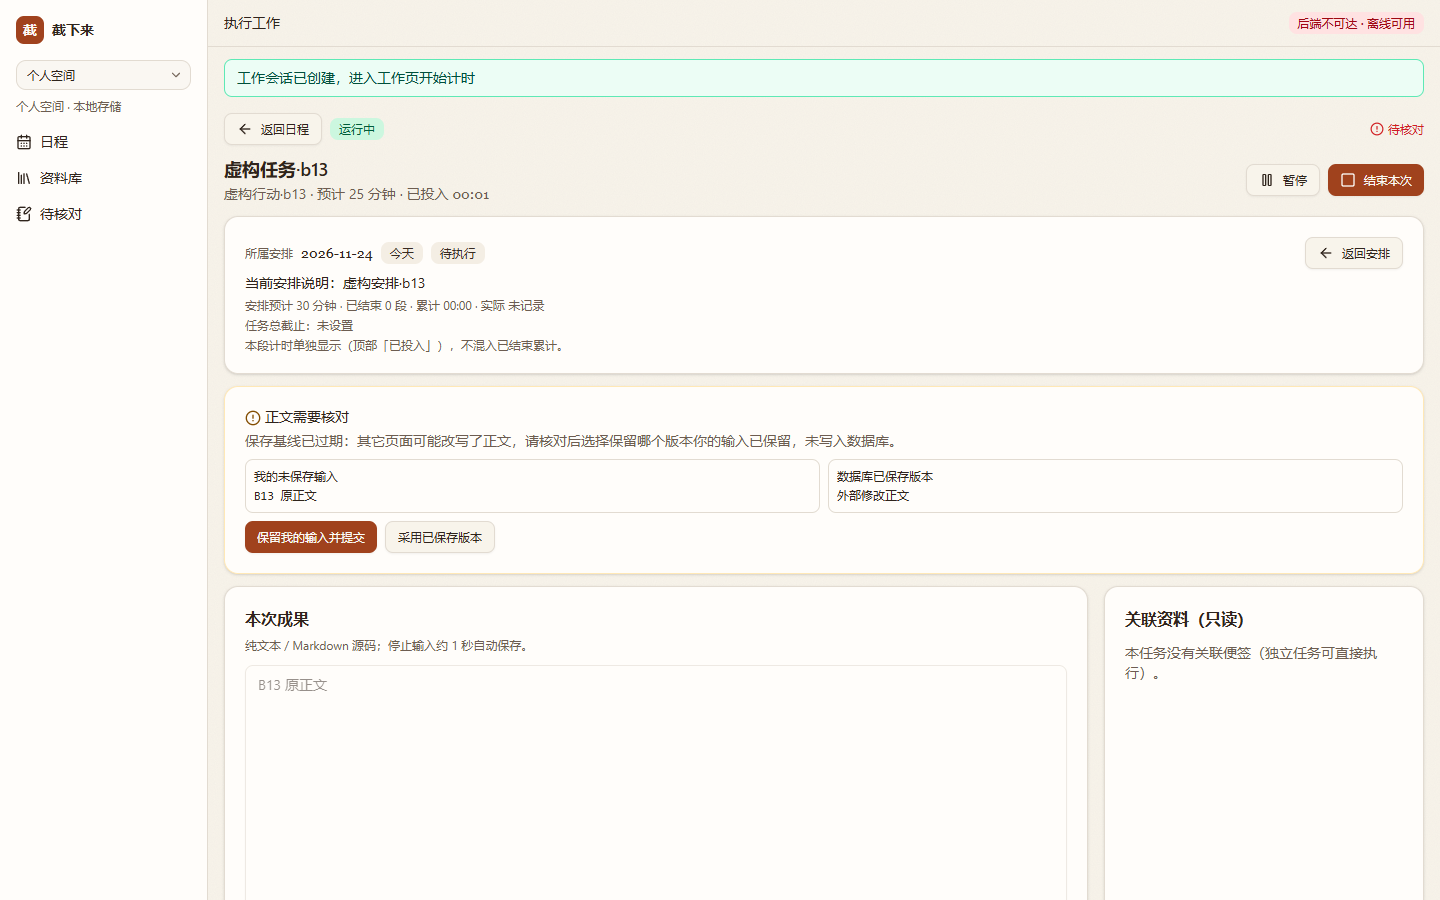 截 截下来
个人空间
个人空间 · 本地存储
日程
资料库
待核对
执行工作
后端不可达 · 离线可用
工作会话已创建，进入工作页开始计时
返回日程
运行中
待核对
虚构任务·b13
虚构行动·b13 · 预计 25 分钟 · 已投入 00:01
暂停
结束本次
所属安排 2026-11-24 今天 待执行
返回安排
当前安排说明：虚构安排·b13
安排预计 30 分钟 · 已结束 0 段 · 累计 00:00 · 实际 未记录
任务总截止：未设置
本段计时单独显示（顶部「已投入」），不混入已结束累计。
正文需要核对
保存基线已过期：其它页面可能改写了正文，请核对后选择保留哪个版本你的输入已保留，未写入数据库。
我的未保存输入
B13 原正文
数据库已保存版本
外部修改正文
保留我的输入并提交
采用已保存版本
本次成果
纯文本 / Markdown 源码；停止输入约 1 秒自动保存。
B13 原正文
关联资料（只读）
本任务没有关联便签（独立任务可直接执
行）。